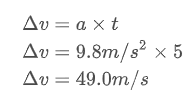 Δv = a × t
Δv = 9.8m/s² × 5
Δv = 49.0m/s